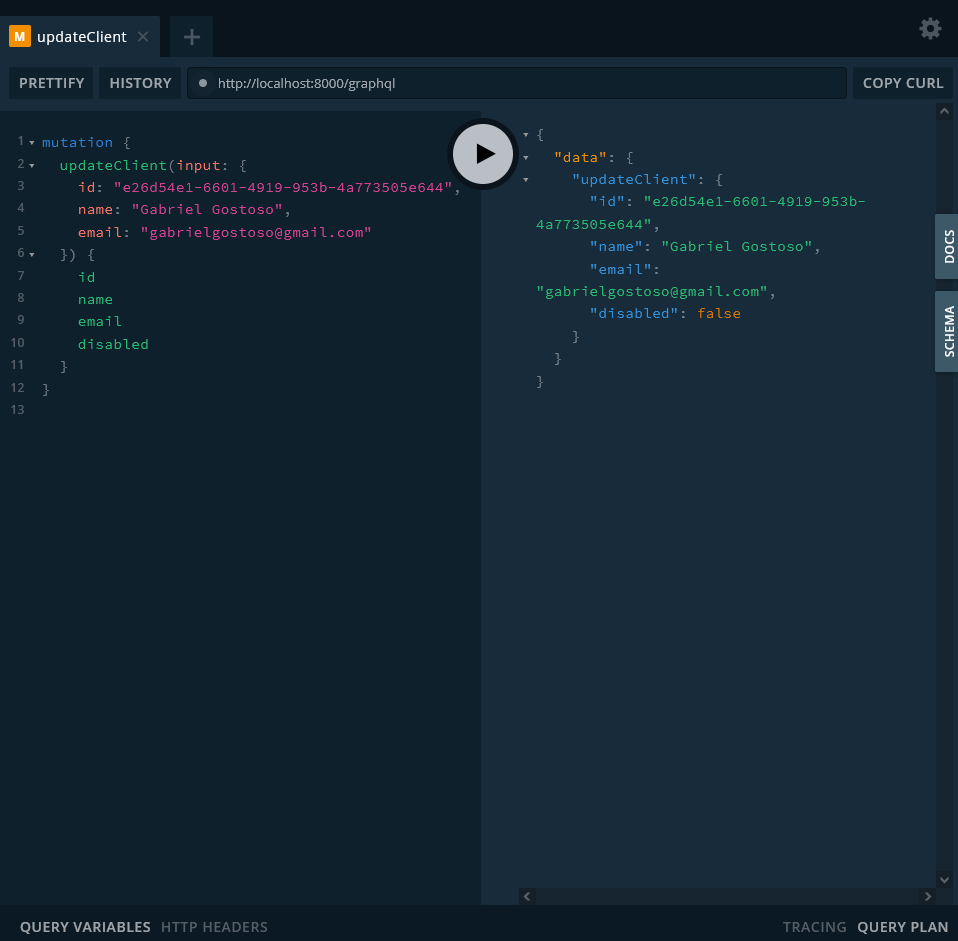 M updateClient
PRETTIFY HISTORY http://localhost:8000/graphql COPY CURL
1 mutation {
2 updateClient(input: {
3 id: "e26d54e1-6601-4919-953b-4a773505e644",
4 name: "Gabriel Gostoso",
5 email: "gabrielgostoso@gmail.com"
6 }) {
7 id
8 name
9 email
10 disabled
11 }
12 }
13
{
"data": {
"updateClient": {
"id": "e26d54e1-6601-4919-953b-
4a773505e644",
"name": "Gabriel Gostoso",
"email":
"gabrielgostoso@gmail.com",
"disabled": false
}
}
}
DOCS
SCHEMA
QUERY VARIABLES HTTP HEADERS TRACING QUERY PLAN